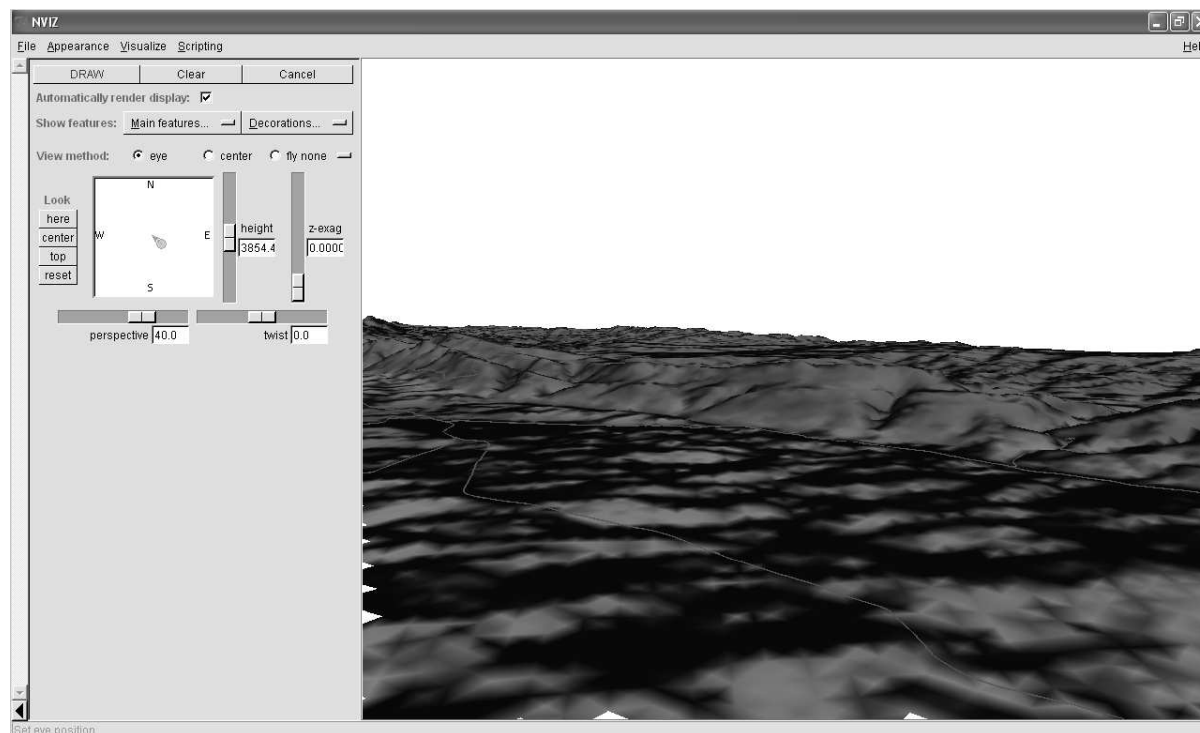 NVIZ
File Appearance Visualize Scripting
Hel
DRAW Clear Cancel
Automatically render display:
Show features: Main features... Decorations...
View method: eye center fly none
Look
here
center
top
reset
N
W E
S
height
3854.4
z-exag
0.000
perspective 40.0
twist 0.0
Set eye position